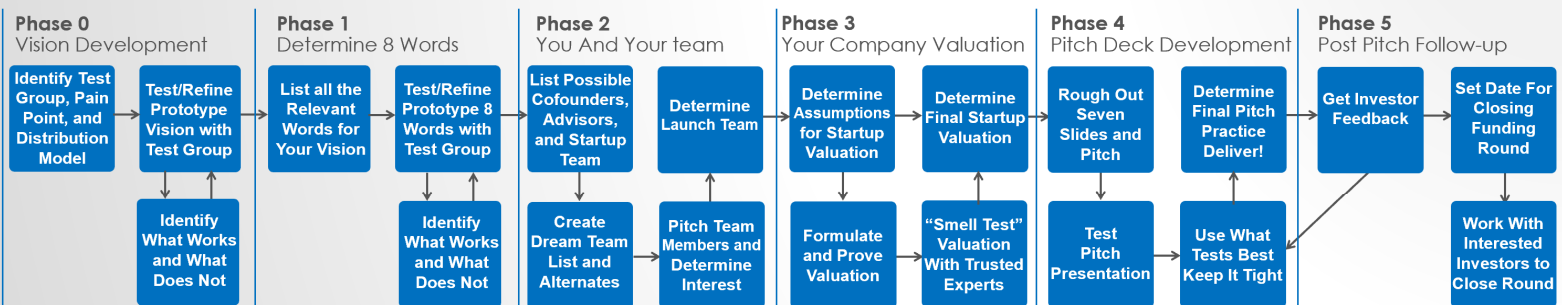 Phase 0
Vision Development
Identify Test
Group, Pain
Point, and
Distribution
Model
Test/Refine
Prototype
Vision with
Test Group
Identify
What Works
and What
Does Not
Phase 1
Determine 8 Words
List all the
Relevant
Words for
Your Vision
Test/Refine
Prototype 8
Words with
Test Group
Identify
What Works
and What
Does Not
Phase 2
You And Your team
List Possible
Cofounders,
Advisors,
and Startup
Team
Create
Dream Team
List and
Alternates
Pitch Team
Members and
Determine
Interest
Determine
Launch Team
Phase 3
Your Company Valuation
Determine
Assumptions
for Startup
Valuation
Formulate
and Prove
Valuation
“Smell Test”
Valuation
With Trusted
Experts
Determine
Final Startup
Valuation
Phase 4
Pitch Deck Development
Rough Out
Seven
Slides and
Pitch
Test
Pitch
Presentation
Use What
Tests Best
Keep It Tight
Determine
Final Pitch
Practice
Deliver!
Phase 5
Post Pitch Follow-up
Get Investor
Feedback
Set Date For
Closing
Funding
Round
Work With
Interested
Investors to
Close Round